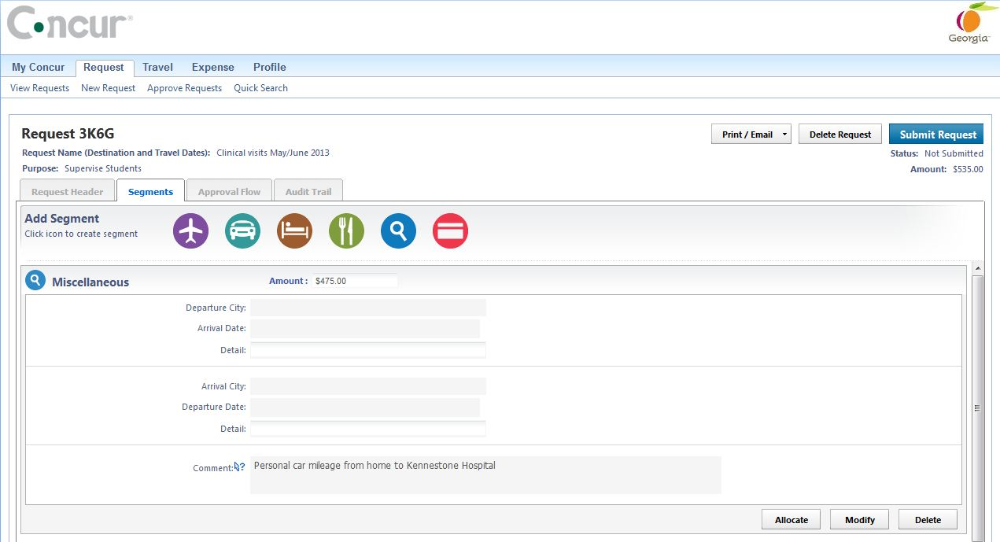 Concur®
Georgia™
My Concur Request Travel Expense Profile
View Requests New Request Approve Requests Quick Search
Request 3K6G
Print / Email Delete Request Submit Request
Request Name (Destination and Travel Dates): Clinical visits May/June 2013
Status: Not Submitted
Purpose: Supervise Students
Amount: $535.00
Request Header Segments Approval Flow Audit Trail
Add Segment
Click icon to create segment
Miscellaneous Amount : $475.00
Departure City:
Arrival Date:
Detail:
Arrival City:
Departure Date:
Detail:
Comment:? Personal car mileage from home to Kennestone Hospital
Allocate Modify Delete